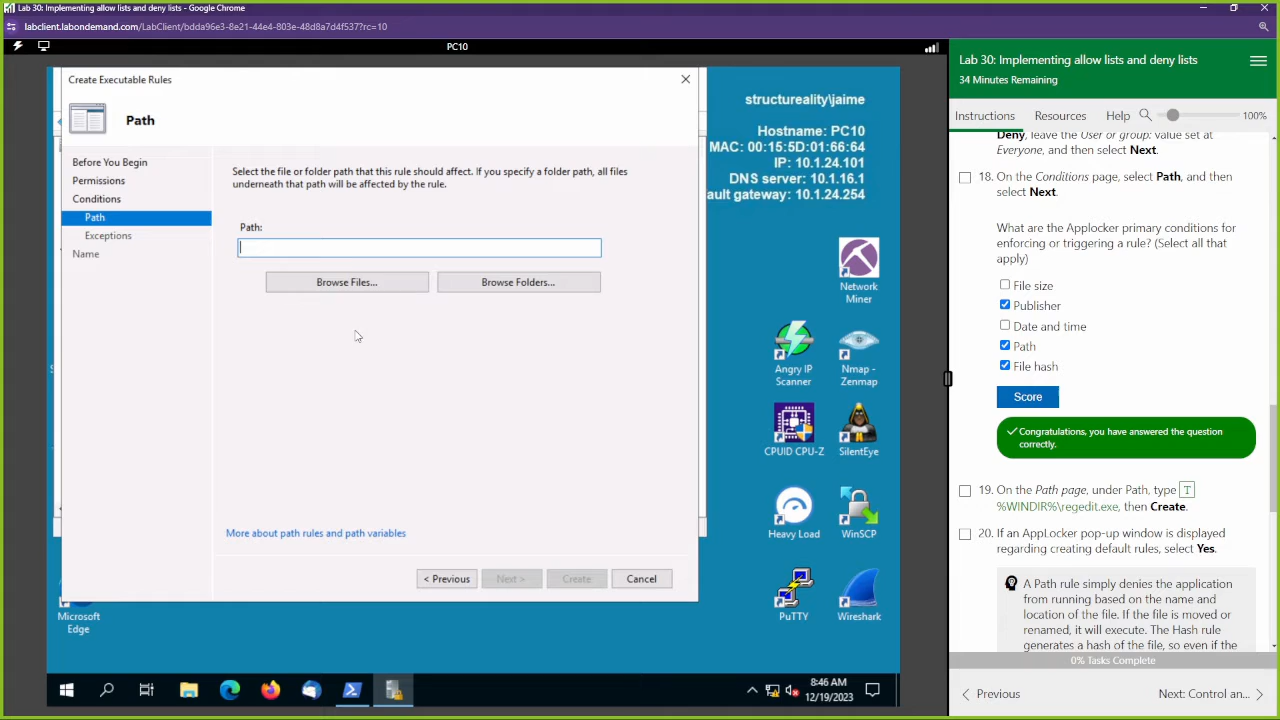 Lab 30: Implementing allow lists and deny lists - Google Chrome
labclient.labondemand.com/LabClient/bdda96e3-8e21-44e4-803e-48d8a7d4f537?rc=10
PC10
Create Executable Rules
Path
Before You Begin
Permissions
Conditions
Path
Exceptions
Name
Select the file or folder path that this rule should affect. If you specify a folder path, all files
underneath that path will be affected by the rule.
Path:
Browse Files...
Browse Folders...
More about path rules and path variables
< Previous
Next >
Create
Cancel
structureality\jaime
Hostname: PC10
MAC: 00:15:5D:01:66:64
IP: 10.1.24.101
DNS server: 10.1.16.1
ault gateway: 10.1.24.254
Network
Miner
Angry IP
Scanner
Nmap -
Zenmap
CPUID CPU-Z
SilentEye
Heavy Load
WinSCP
PuTTY
Wireshark
Microsoft
Edge
8:46 AM
12/19/2023
Lab 30: Implementing allow lists and deny lists
34 Minutes Remaining
Instructions
Resources
Help
100%
Deny, leave the User or group: value set at
Everyone, and then select Next.
18. On the Conditions page, select Path, and then
select Next.
What are the Applocker primary conditions for
enforcing or triggering a rule? (Select all that
apply)
File size
Publisher
Date and time
Path
File hash
Score
Congratulations, you have answered the question
correctly.
19. On the Path page, under Path, type T
%WINDIR%\regedit.exe, then Create.
20. If an AppLocker pop-up window is displayed
regarding creating default rules, select Yes.
A Path rule simply denies the application
from running based on the name and
location of the file. If the file is moved or
renamed, it will execute. The Hash rule
generates a hash of the file, so even if the
0% Tasks Complete
Previous
Next: Control an...